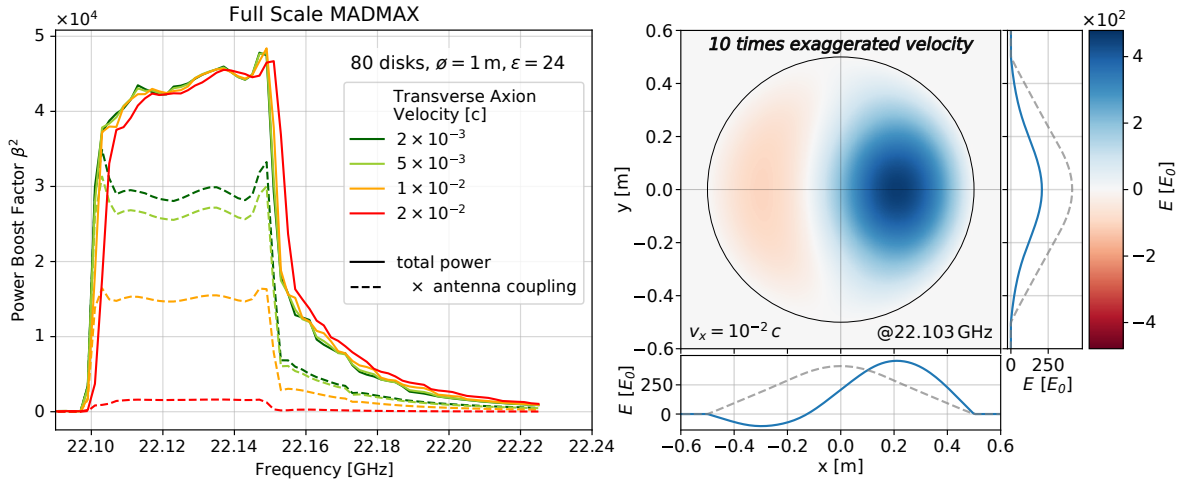 Full Scale MADMAX
×10⁴
80 disks, ø = 1 m, ε = 24
Transverse Axion
Velocity [c]
2 × 10⁻³
5 × 10⁻³
1 × 10⁻²
2 × 10⁻²
total power
× antenna coupling
Power Boost Factor β²
5
4
3
2
1
0
22.10 22.12 22.14 22.16 22.18 22.20 22.22 22.24
Frequency [GHz]
10 times exaggerated velocity
y [m]
0.6
0.4
0.2
0.0
−0.2
−0.4
−0.6
vₓ = 10⁻² c
@22.103 GHz
E [E₀]
250
0
−0.6 −0.4 −0.2 0.0 0.2 0.4 0.6
x [m]
0 250
E [E₀]
×10²
4
2
0
−2
−4
E [E₀]